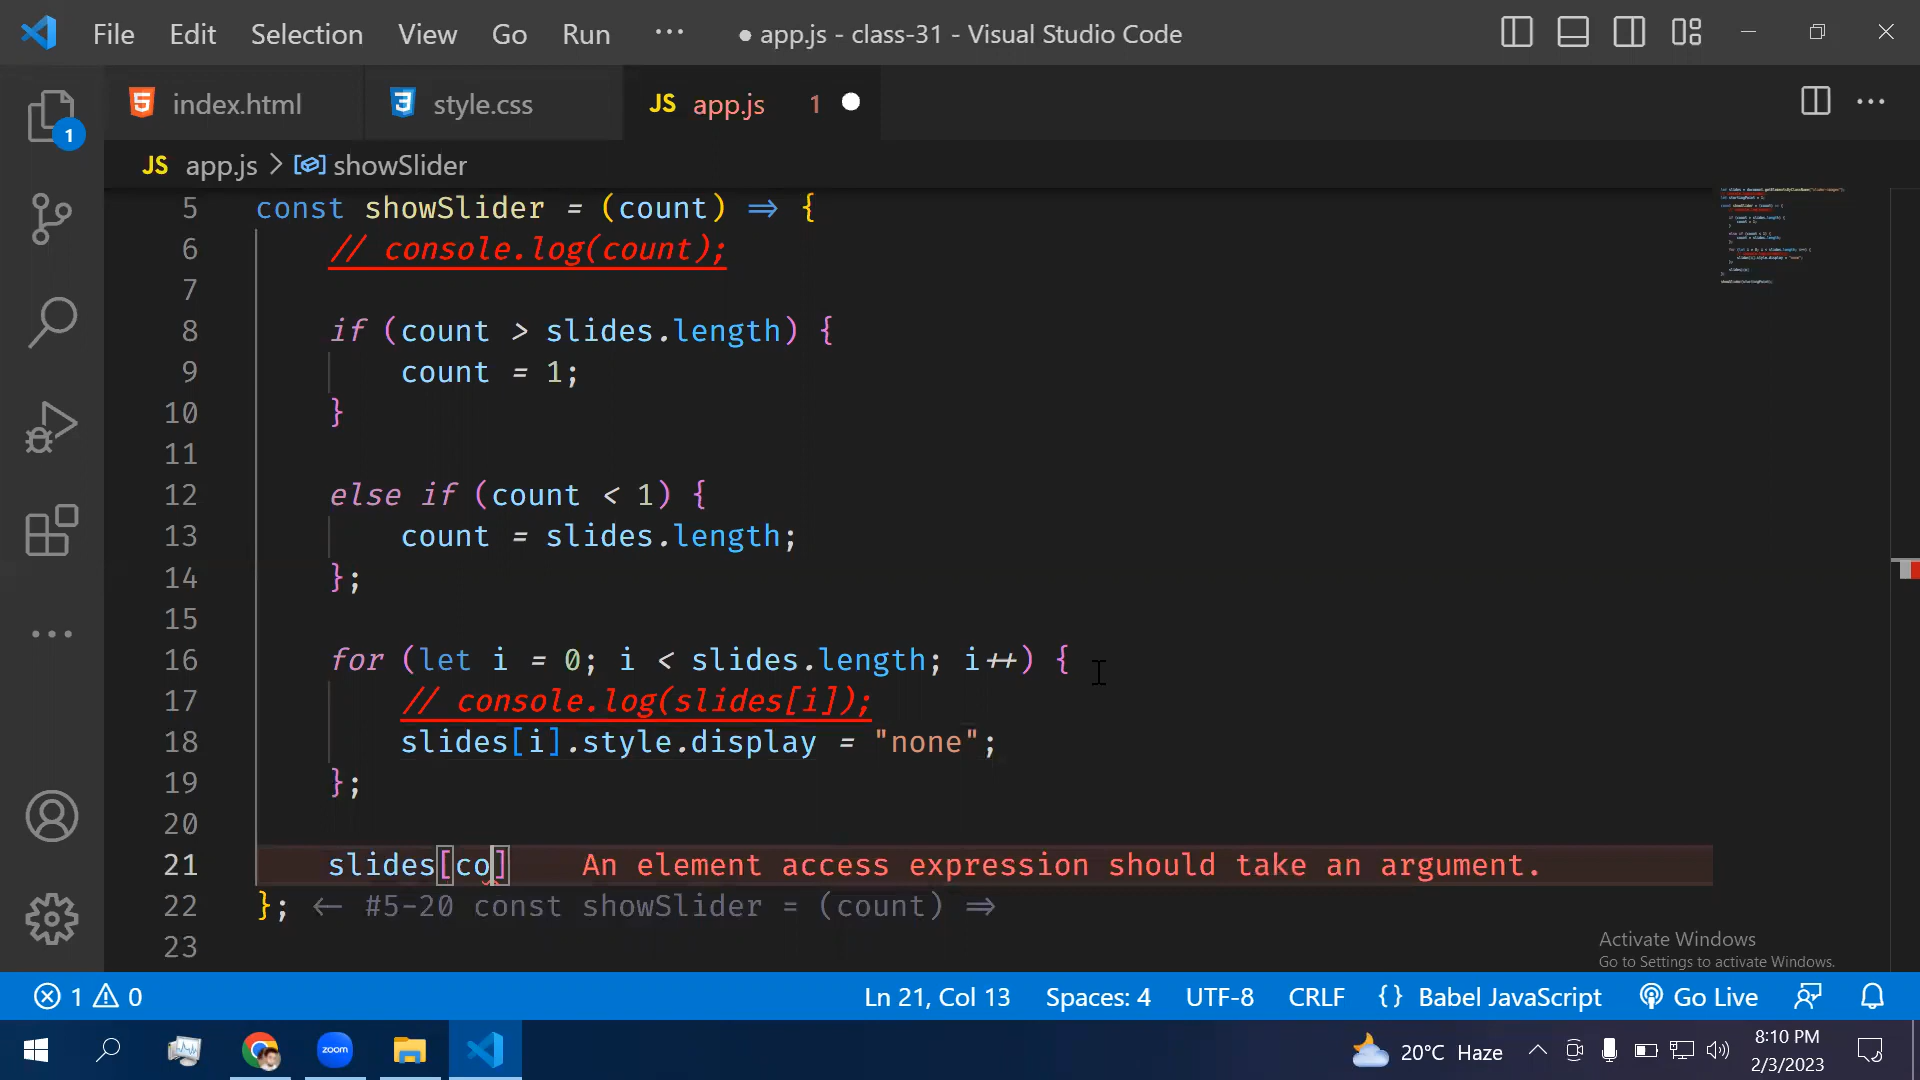 File Edit Selection View Go Run ··· ● app.js - class-31 - Visual Studio Code
index.html style.css JS app.js 1
JS app.js > showSlider
5 const showSlider = (count) => {
6 // console.log(count);
7
8 if (count > slides.length) {
9 count = 1;
10 }
11
12 else if (count < 1) {
13 count = slides.length;
14 };
15
16 for (let i = 0; i < slides.length; i++) {
17 // console.log(slides[i]);
18 slides[i].style.display = "none";
19 };
20
21 slides[co] An element access expression should take an argument.
22 }; ← #5-20 const showSlider = (count) =>
23
1
Activate Windows
Go to Settings to activate Windows.
1 0 Ln 21, Col 13 Spaces: 4 UTF-8 CRLF {} Babel JavaScript Go Live
zoom 20°C Haze 8:10 PM
2/3/2023